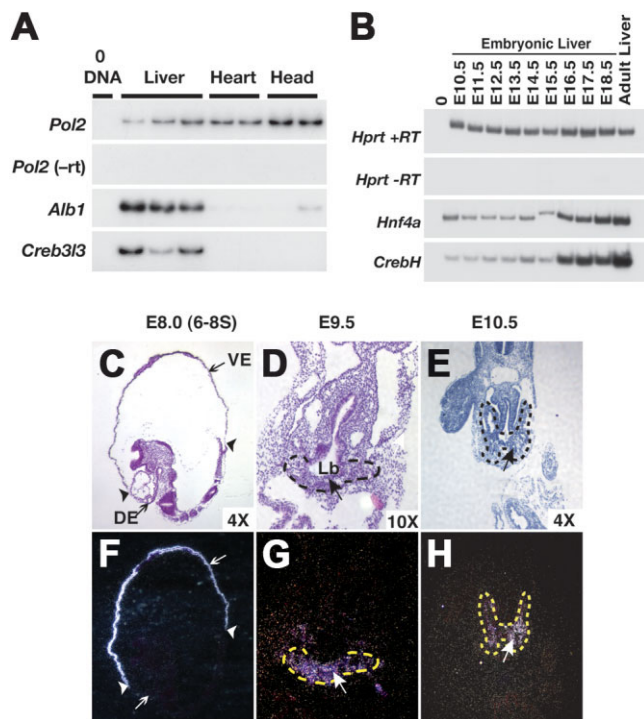 A
0
DNA Liver Heart Head
Pol2
Pol2 (–rt)
Alb1
Creb3l3
B
Embryonic Liver
0 E10.5 E11.5 E12.5 E13.5 E14.5 E15.5 E16.5 E17.5 E18.5 Adult Liver
Hprt +RT
Hprt -RT
Hnf4a
CrebH
E8.0 (6-8S) E9.5 E10.5
C VE DE 4X
D Lb 10X
E 4X
F G H